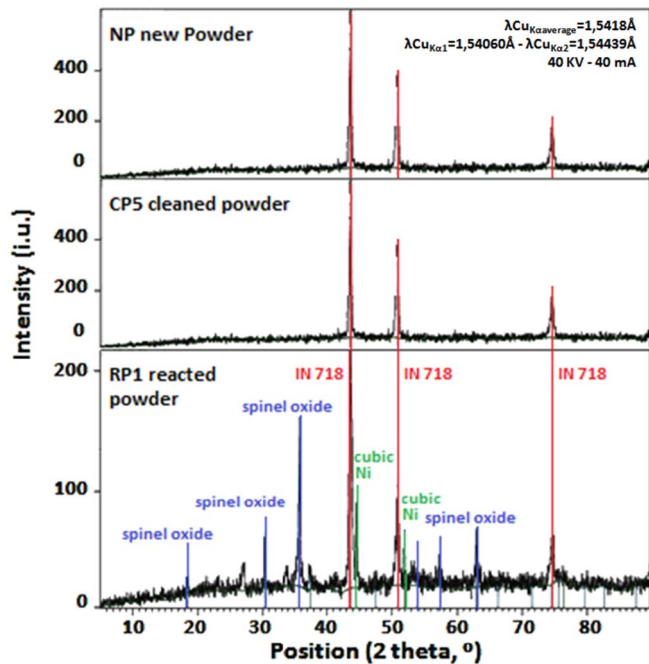 NP new Powder
λCuKαaverage=1,5418Å
λCuKα1=1,54060Å - λCuKα2=1,54439Å
40 KV - 40 mA
400
200
0
CP5 cleaned powder
400
200
0
Intensity (i.u.)
RP1 reacted
powder
200
100
0
IN 718
IN 718
IN 718
spinel oxide
cubic
Ni
spinel oxide
cubic
Ni
spinel oxide
spinel oxide
10 20 30 40 50 60 70 80
Position (2 theta, º)